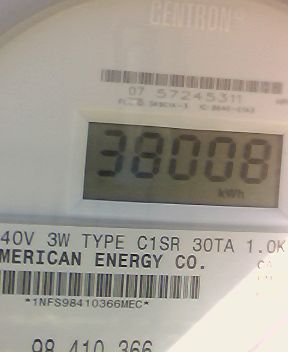 CENTRON®
07 57245311
38008
kWh
40V 3W TYPE C1SR 30TA 1.0K
MERICAN ENERGY CO.
*1NFS98410366MEC*
98 410 366